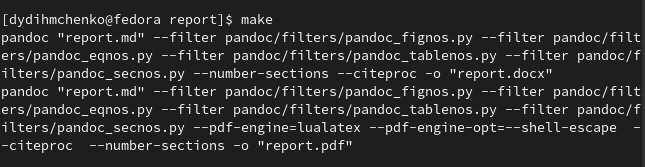 [dydihmchenko@fedora report]$ make
pandoc "report.md" --filter pandoc/filters/pandoc_fignos.py --filter pandoc/filt
ers/pandoc_eqnos.py --filter pandoc/filters/pandoc_tablenos.py --filter pandoc/f
ilters/pandoc_secnos.py --number-sections --citeproc -o "report.docx"
pandoc "report.md" --filter pandoc/filters/pandoc_fignos.py --filter pandoc/filt
ers/pandoc_eqnos.py --filter pandoc/filters/pandoc_tablenos.py --filter pandoc/f
ilters/pandoc_secnos.py --pdf-engine=lualatex --pdf-engine-opt=--shell-escape  -
-citeproc  --number-sections -o "report.pdf"